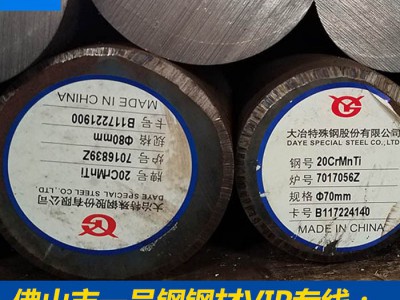 大冶特殊钢股份有限公司
DAYE SPECIAL STEEL CO.,LTD.
牌号 20CrMnTi
炉号 7016839Z
规格 Φ80mm
卡号 B117221900
MADE IN CHINA
大冶特殊钢股份有限公司
DAYE SPECIAL STEEL CO.,LTD.
钢号 20CrMnTi
炉号 7017056Z
规格 Φ70mm
卡号 B117224140
MADE IN CHINA